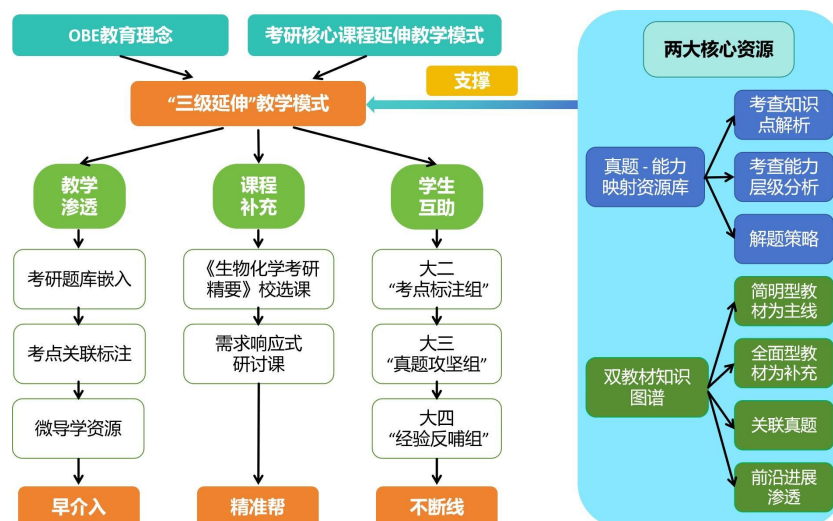 OBE教育理念
考研核心课程延伸教学模式
“三级延伸”教学模式
支撑
教学
渗透
课程
补充
学生
互助
考研题库嵌入
考点关联标注
微导学资源
早介入
《生物化学考研
精要》校选课
需求响应式
研讨课
精准帮
大二
“考点标注组”
大三
“真题攻坚组”
大四
“经验反哺组”
不断线
两大核心资源
真题-能力
映射资源库
考查知识
点解析
考查能力
层级分析
解题策略
双教材知识
图谱
简明型教
材为主线
全面型教
材为补充
关联真题
前沿进展
渗透